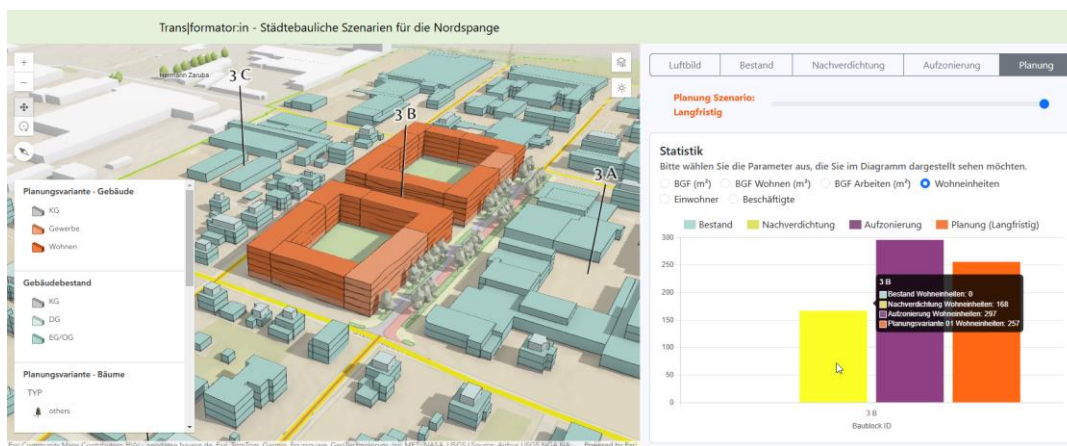 Trans|formator:in - Städtebauliche Szenarien für die Nordspange
Hermann Zaruba
3 C
3 B
3 A
Planungsvariante - Gebäude
KG
Gewerbe
Wohnen
Gebäudebestand
KG
DG
EG/OG
Planungsvariante - Bäume
TYP
others
Powered by Esri
Luftbild
Bestand
Nachverdichtung
Aufzonierung
Planung
Planung Szenario:
Langfristig
Statistik
Bitte wählen Sie die Parameter aus, die Sie im Diagramm dargestellt sehen möchten.
BGF (m²) BGF Wohnen (m²) BGF Arbeiten (m²) Wohneinheiten
Einwohner Beschäftigte
Bestand Nachverdichtung Aufzonierung Planung (Langfristig)
300
250
200
150
100
50
0
3 B
Bestand Wohneinheiten: 0
Nachverdichtung Wohneinheiten: 168
Aufzonierung Wohneinheiten: 297
Planungsvariante 01 Wohneinheiten: 257
3 B
Baublock ID